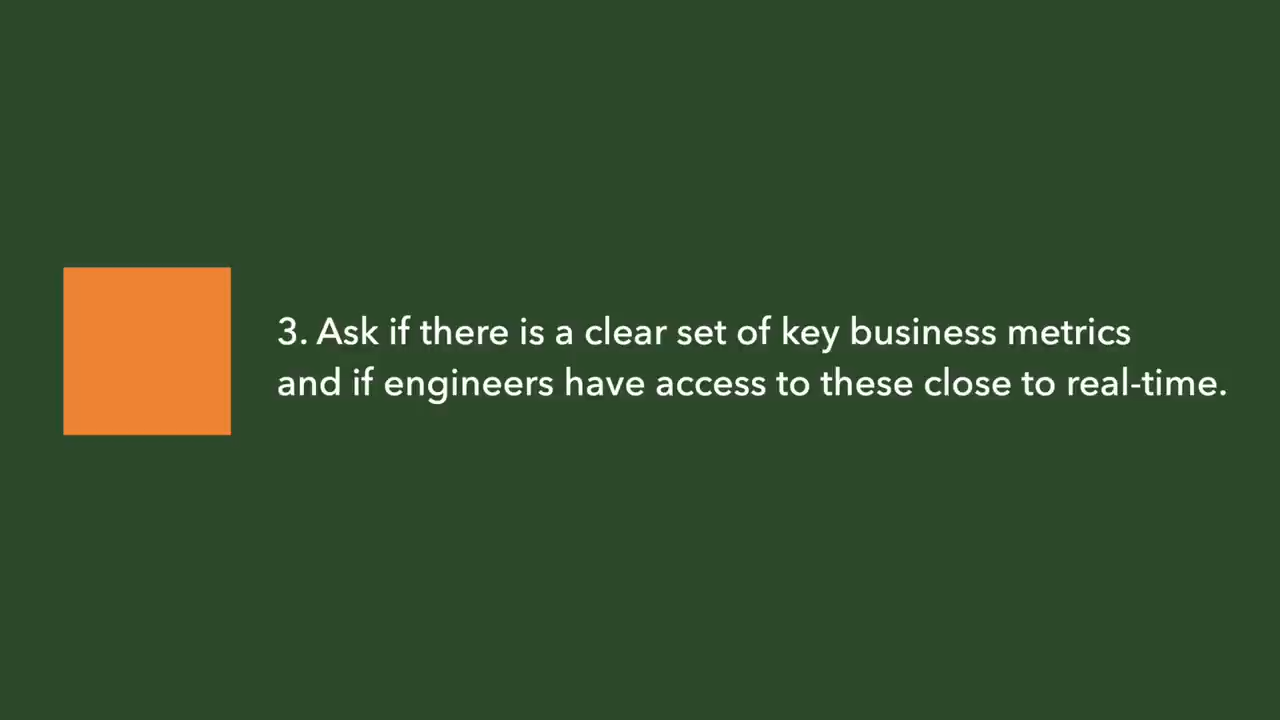 3. Ask if there is a clear set of key business metrics
and if engineers have access to these close to real-time.